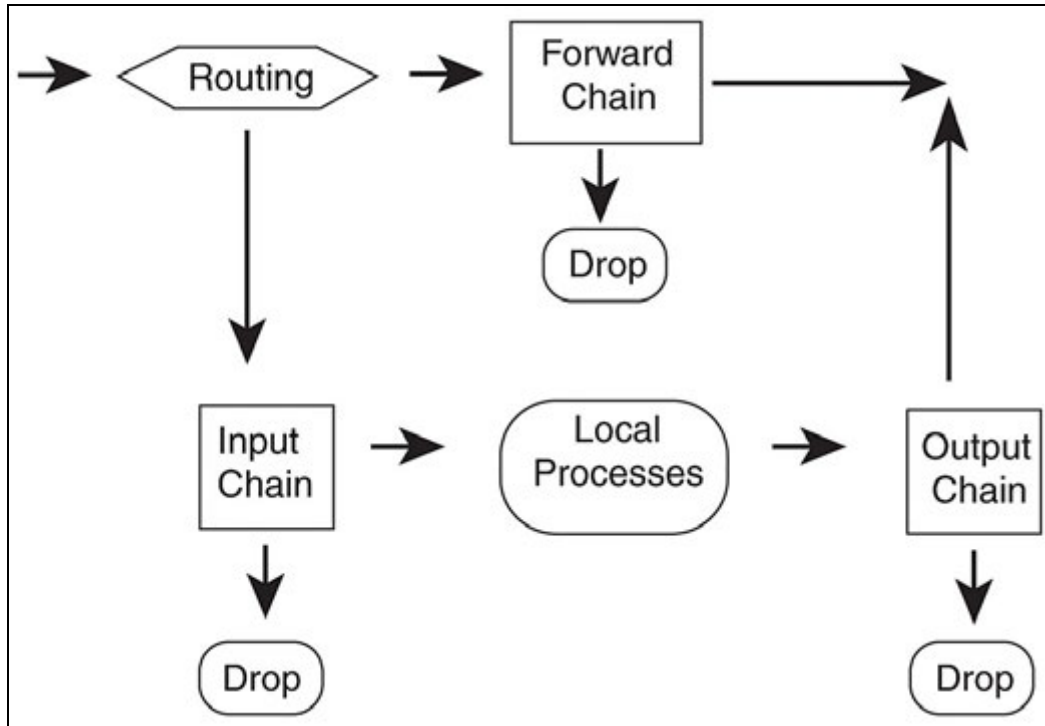 Routing
Forward
Chain
Drop
Input
Chain
Local
Processes
Output
Chain
Drop
Drop